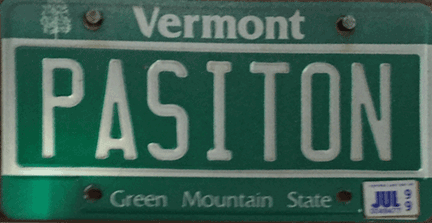 Vermont
PASITON
Green Mountain State
JUL 99